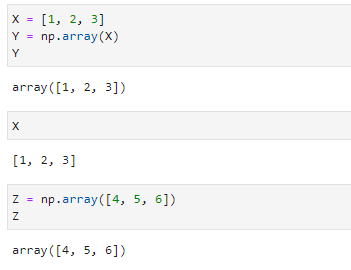 X = [1, 2, 3]
Y = np.array(X)
Y
array([1, 2, 3])
X
[1, 2, 3]
Z = np.array([4, 5, 6])
Z
array([4, 5, 6])